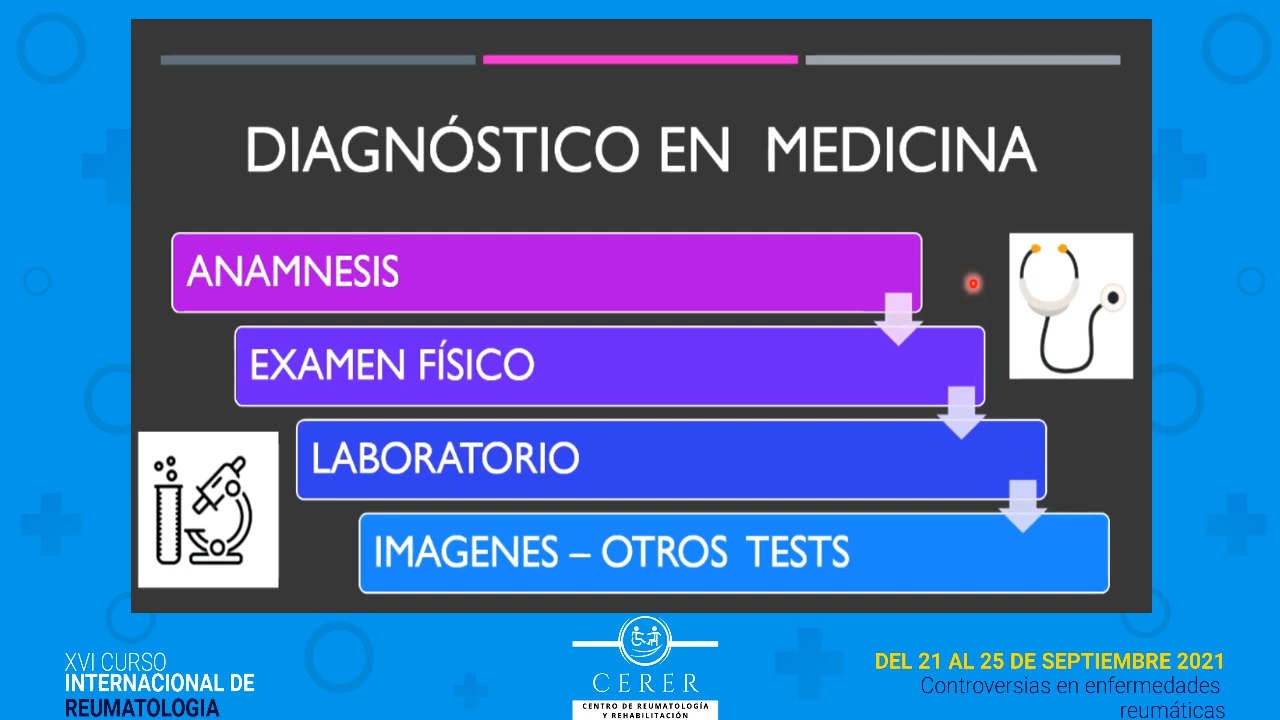 DIAGNÓSTICO EN MEDICINA
ANAMNESIS
EXAMEN FÍSICO
LABORATORIO
IMAGENES – OTROS TESTS
XVI CURSO
INTERNACIONAL DE
REUMATOLOGIA
CERER
CENTRO DE REUMATOLOGÍA
Y REHABILITACIÓN
DEL 21 AL 25 DE SEPTIEMBRE 2021
Controversias en enfermedades
reumáticas